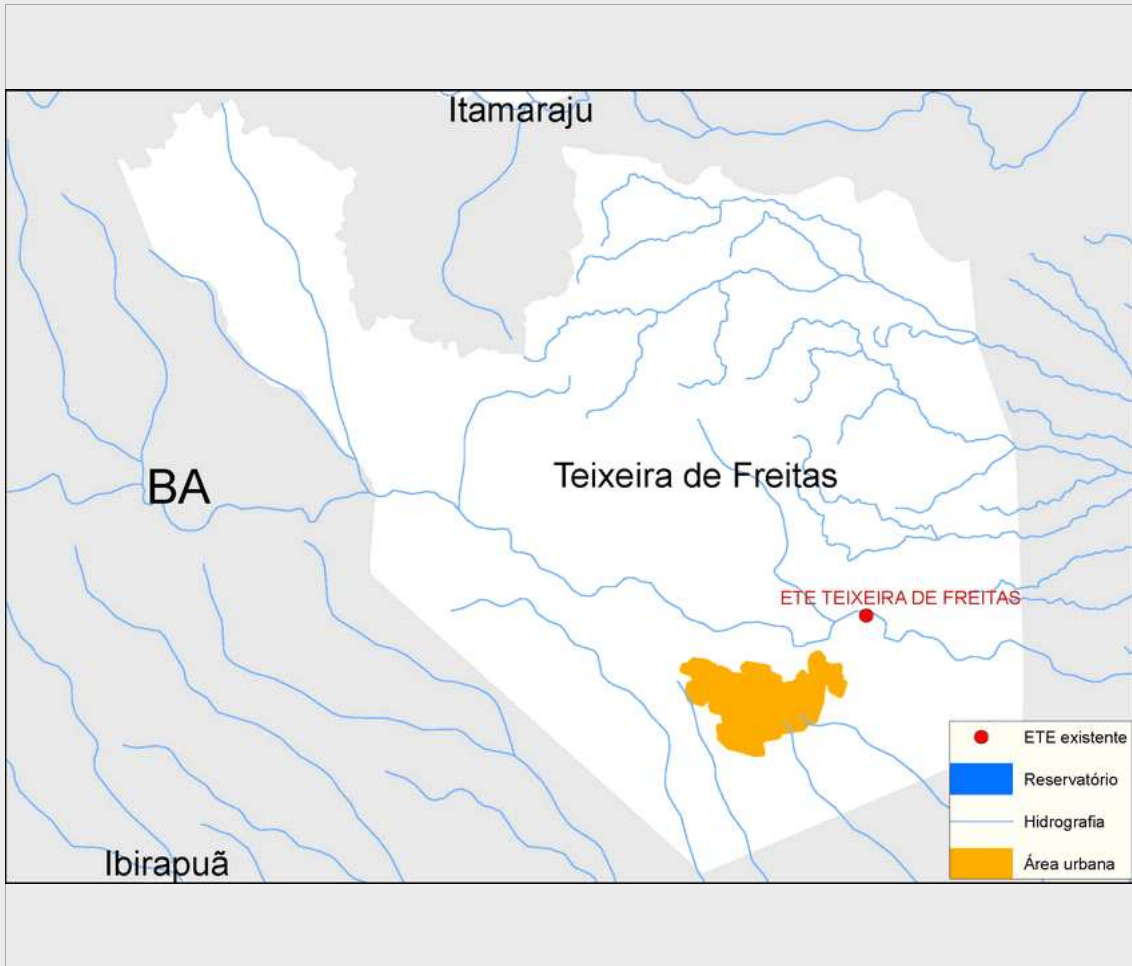 Itamaraju
BA
Teixeira de Freitas
ETE TEIXEIRA DE FREITAS
Ibirapuã
ETE existente
Reservatório
Hidrografia
Área urbana